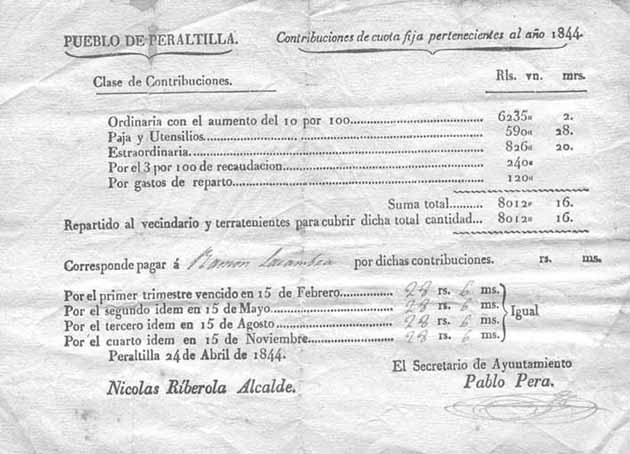 PUEBLO DE PERALTILLA.
Contribuciones de cuota fija pertenecientes al año 1844.
Clase de Contribuciones. Rls. vn. mrs.
Ordinaria con el aumento del 10 por 100................ 6235" 2.
Paja y Utensilios................ 590" 28.
Estraordinaria................ 826" 20.
Por el 3 por 100 de recaudacion................ 240"
Por gastos de reparto................ 120"
Suma total......... 8012" 16.
Repartido al vecindario y terratenientes para cubrir dicha total cantidad... 8012" 16.
Corresponde pagar á Ramon Lacambra por dichas contribuciones. rs. ms.
Por el primer trimestre vencido en 15 de Febrero............ 28 rs. 6 ms.
Por el segundo idem en 15 de Mayo............ 28 rs. 6 ms.
Por el tercero idem en 15 de Agosto............ 28 rs. 6 ms.
Por el cuarto idem en 15 de Noviembre............ 28 rs. 6 ms.
Igual
Peraltilla 24 de Abril de 1844.
El Secretario de Ayuntamiento
Nicolas Riberola Alcalde.
Pablo Pera.